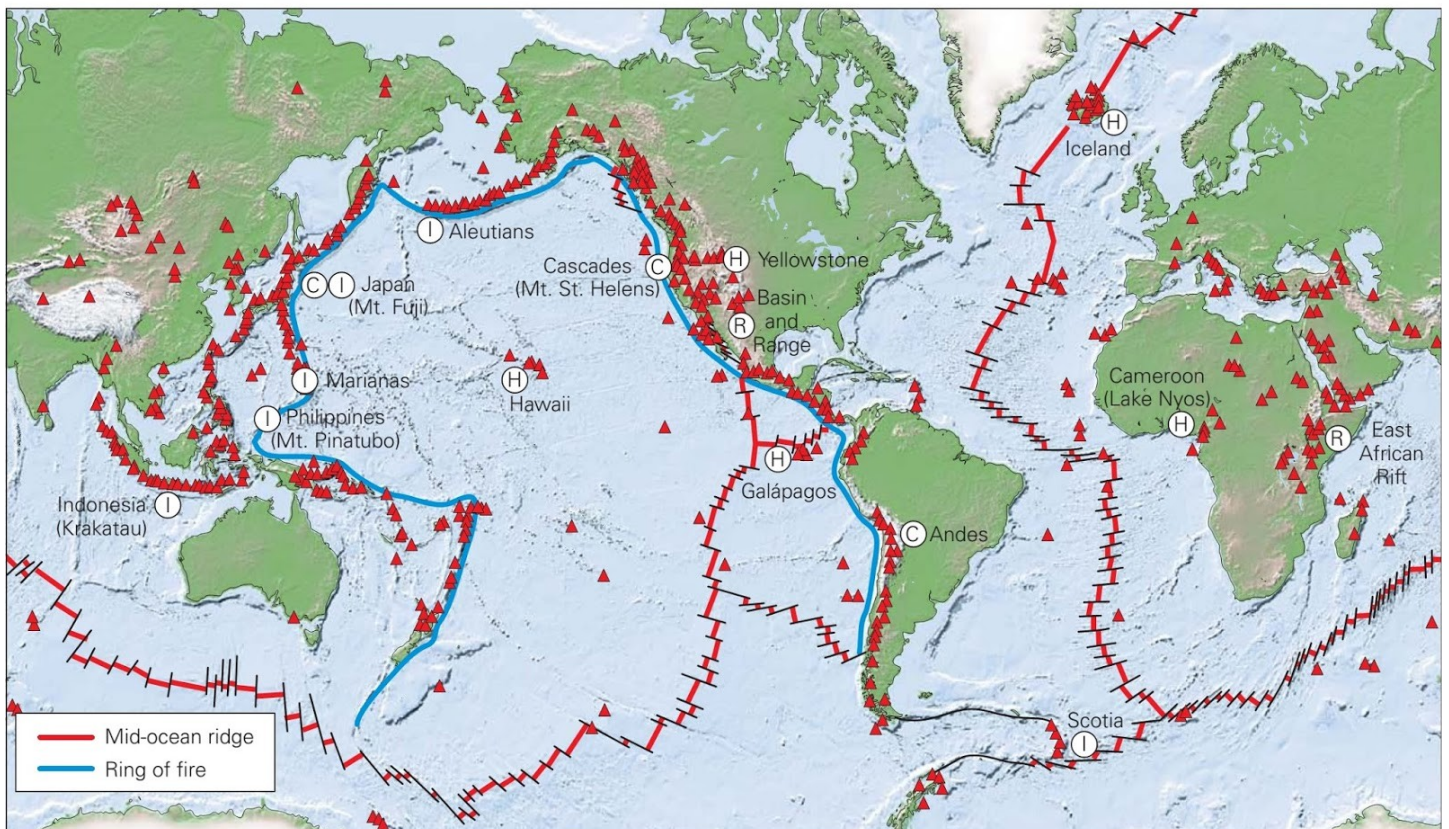 H
Iceland
I
Aleutians
Cascades
(Mt. St. Helens)
C
H
Yellowstone
C
I
Japan
(Mt. Fuji)
Basin
and
Range
R
I
Marianas
H
Hawaii
Cameroon
(Lake Nyos)
H
I
Philippines
(Mt. Pinatubo)
R
East
African
Rift
H
Galápagos
Indonesia
(Krakatau)
I
C
Andes
Scotia
I
Mid-ocean ridge
Ring of fire